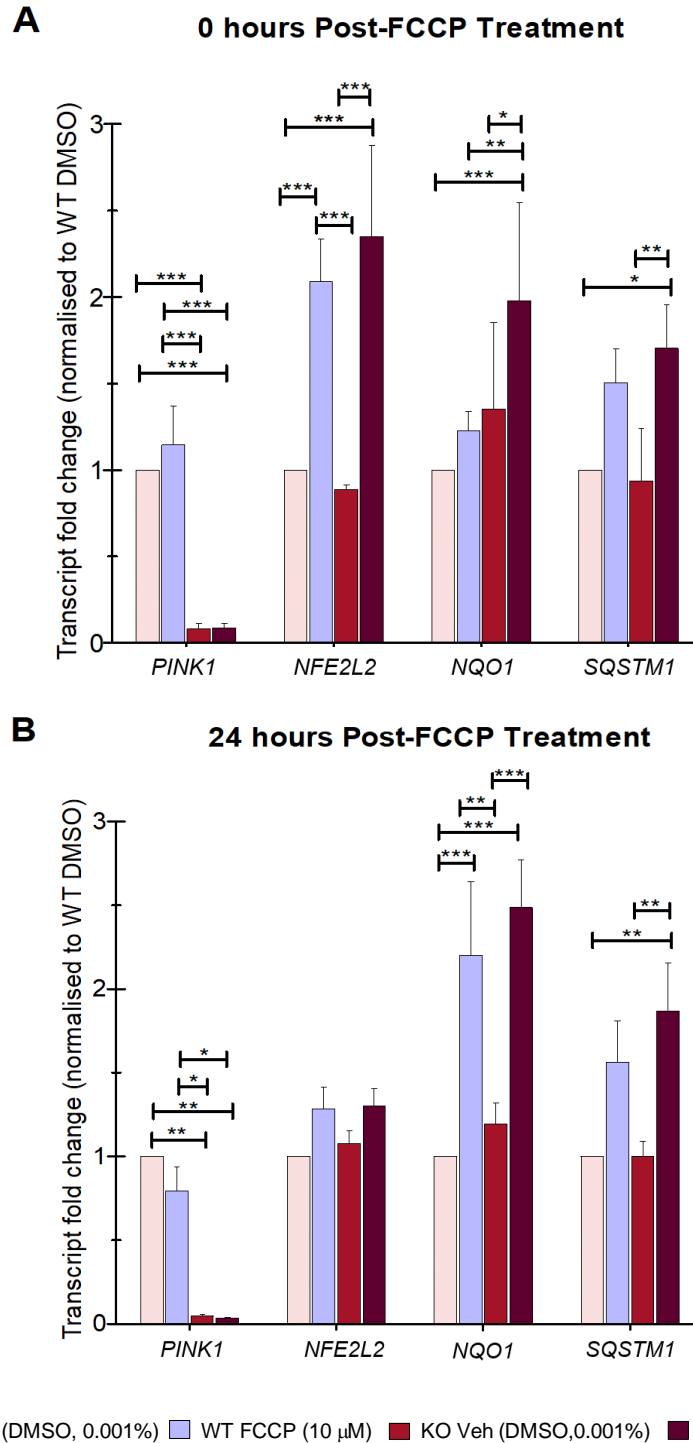 A
0 hours Post-FCCP Treatment
Transcript fold change (normalised to WT DMSO)
3
2
1
0
***
***
***
***
***
***
***
***
*
**
***
**
*
PINK1
NFE2L2
NQO1
SQSTM1
B
24 hours Post-FCCP Treatment
Transcript fold change (normalised to WT DMSO)
3
2
1
0
*
*
**
**
***
**
***
***
**
**
PINK1
NFE2L2
NQO1
SQSTM1
(DMSO, 0.001%) WT FCCP (10 μM) KO Veh (DMSO,0.001%)